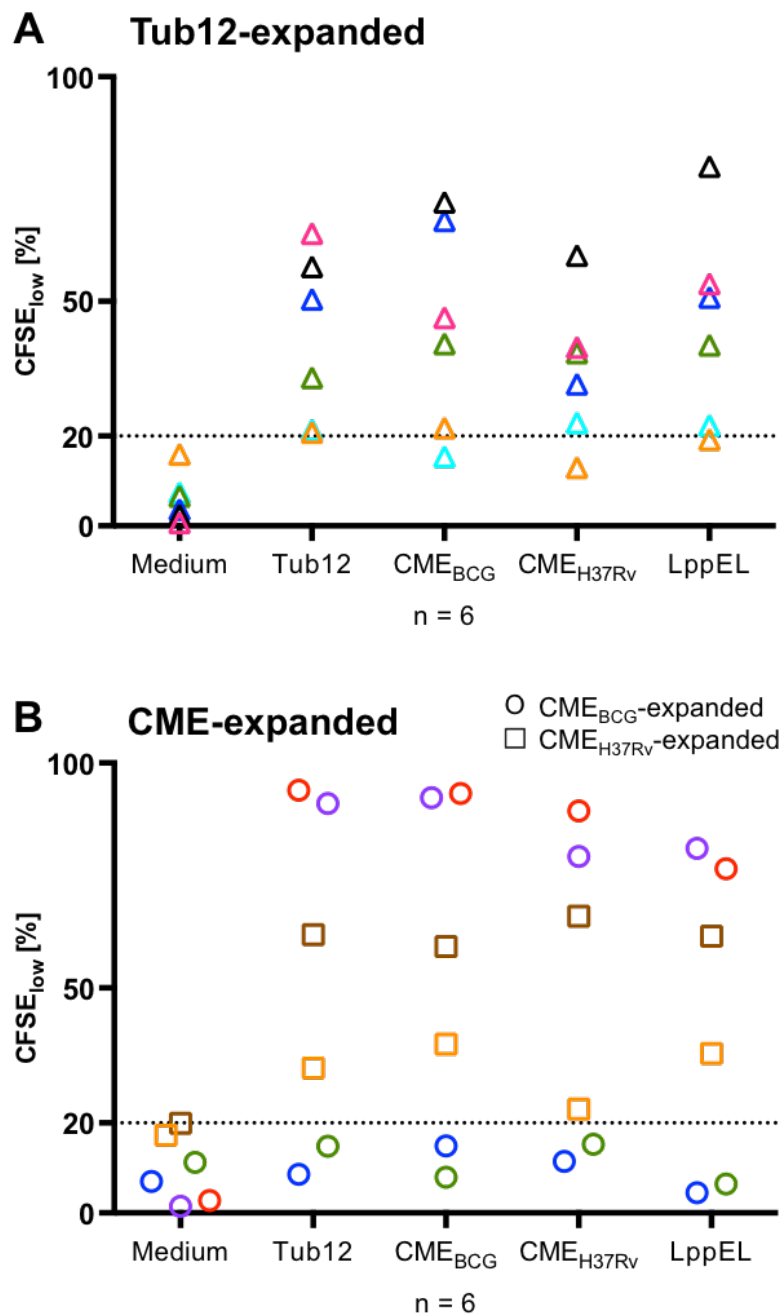 A Tub12-expanded
100
50
20
0
CFSElow [%]
Medium Tub12 CMEBCG CMEH37Rv LppEL
n = 6
B CME-expanded
CMEBCG-expanded
CMEH37Rv-expanded
100
50
20
0
CFSElow [%]
Medium Tub12 CMEBCG CMEH37Rv LppEL
n = 6